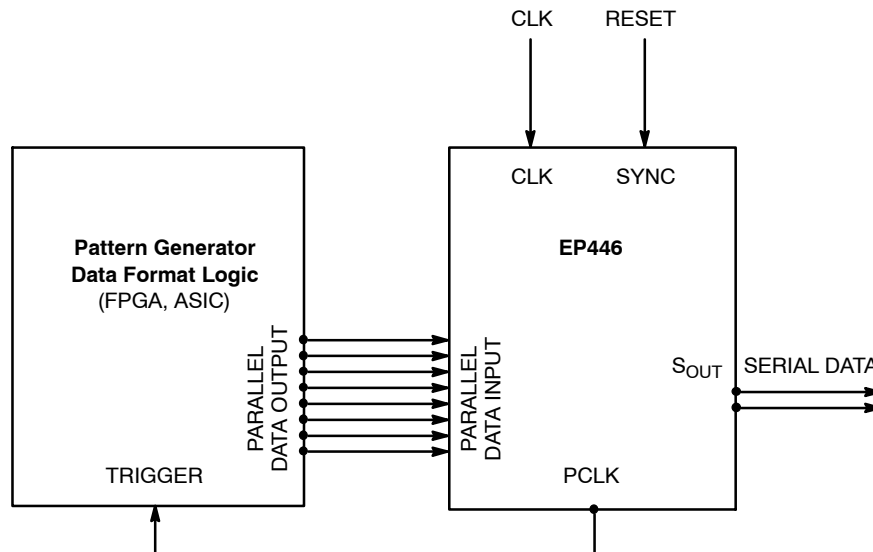 CLK RESET
CLK SYNC
Pattern Generator
Data Format Logic
(FPGA, ASIC)
EP446
PARALLEL
DATA OUTPUT
PARALLEL
DATA INPUT
SOUT SERIAL DATA
TRIGGER
PCLK